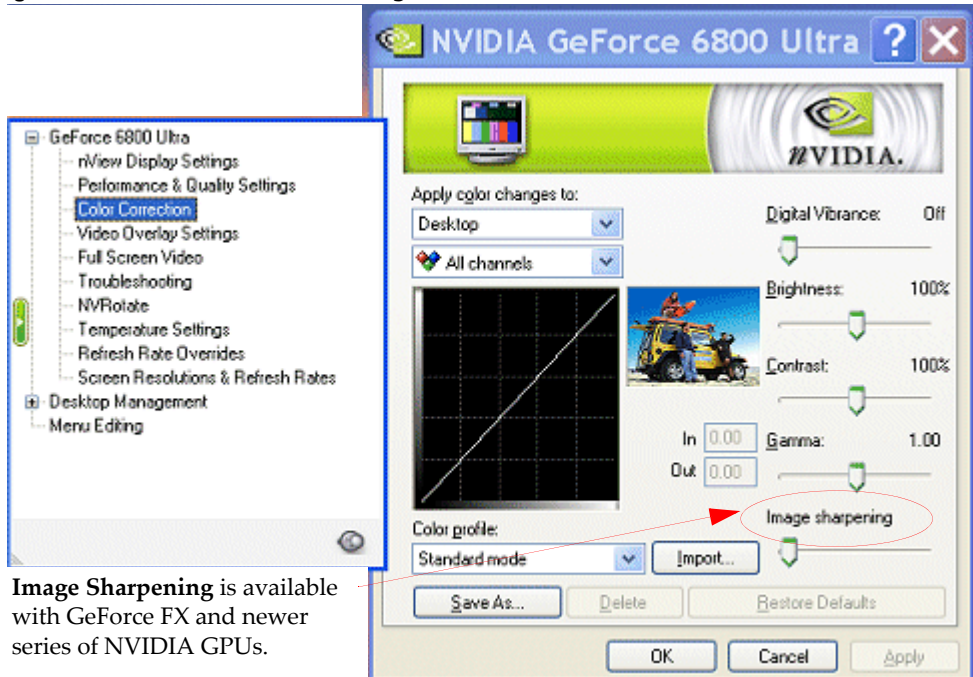 NVIDIA GeForce 6800 Ultra
GeForce 6800 Ultra
nView Display Settings
Performance & Quality Settings
Color Correction
Video Overlay Settings
Full Screen Video
Troubleshooting
NVRotate
Temperature Settings
Refresh Rate Overrides
Screen Resolutions & Refresh Rates
Desktop Management
Menu Editing
Image Sharpening is available
with GeForce FX and newer
series of NVIDIA GPUs.
nVIDIA.
Apply color changes to:
Desktop
All channels
Digital Vibrance: Off
Brightness: 100%
Contrast: 100%
In 0.00
Out 0.00
Gamma: 1.00
Image sharpening
Color profile:
Standard mode
Import...
Save As...
Delete
Restore Defaults
OK
Cancel
Apply